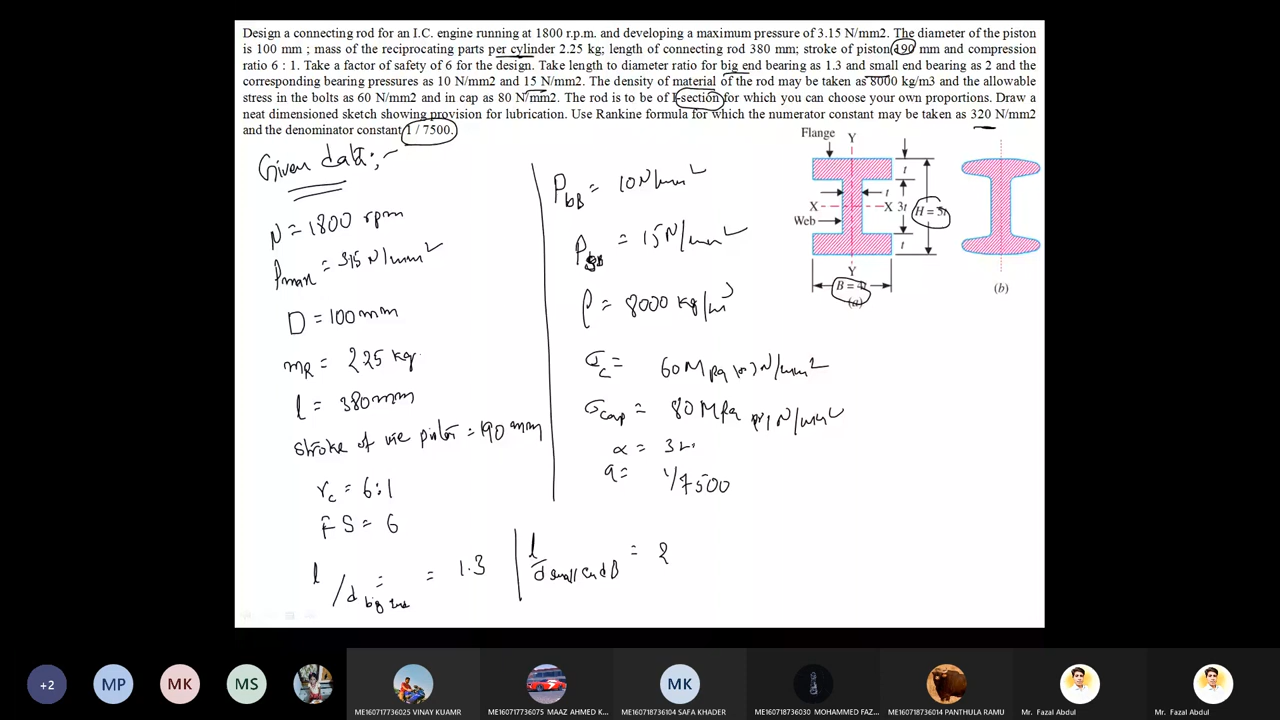 Design a connecting rod for an I.C. engine running at 1800 r.p.m. and developing a maximum pressure of 3.15 N/mm2. The diameter of the piston
is 100 mm ; mass of the reciprocating parts per cylinder 2.25 kg; length of connecting rod 380 mm; stroke of piston 190 mm and compression
ratio 6 : 1. Take a factor of safety of 6 for the design. Take length to diameter ratio for big end bearing as 1.3 and small end bearing as 2 and the
corresponding bearing pressures as 10 N/mm2 and 15 N/mm2. The density of material of the rod may be taken as 8000 kg/m3 and the allowable
stress in the bolts as 60 N/mm2 and in cap as 80 N/mm2. The rod is to be of I-section for which you can choose your own proportions. Draw a
neat dimensioned sketch showing provision for lubrication. Use Rankine formula for which the numerator constant may be taken as 320 N/mm2
and the denominator constant 1 / 7500.
Given data:-
N = 1800 rpm
Pmax = 3.15 N/mm2
D = 100mm
mR = 2.25 kg.
l = 380mm
stroke of the piston = 190 mm
rc = 6:1
FS = 6
l/d big end = 1.3
l/d small end B = 2
PbB = 10N/mm2
= 15N/mm2
ρ = 8000 kg/m3
σc = 60 MPa (or) N/mm2
σcap = 80 MPa N/mm2
α = 32
a = 1/7500
Flange
Y
t
t
X
X
3t
H = 5t
Web
t
Y
B = 4t
(a)
(b)
+2
MP
MK
MS
MK
ME160717736025 VINAY KUAMR
ME160717736075 MAAZ AHMED K...
ME160718736104 SAFA KHADER
ME160718736030 MOHAMMED FAZ...
ME160718736014 PANTHULA RAMU
Mr. Fazal Abdul
Mr. Fazal Abdul